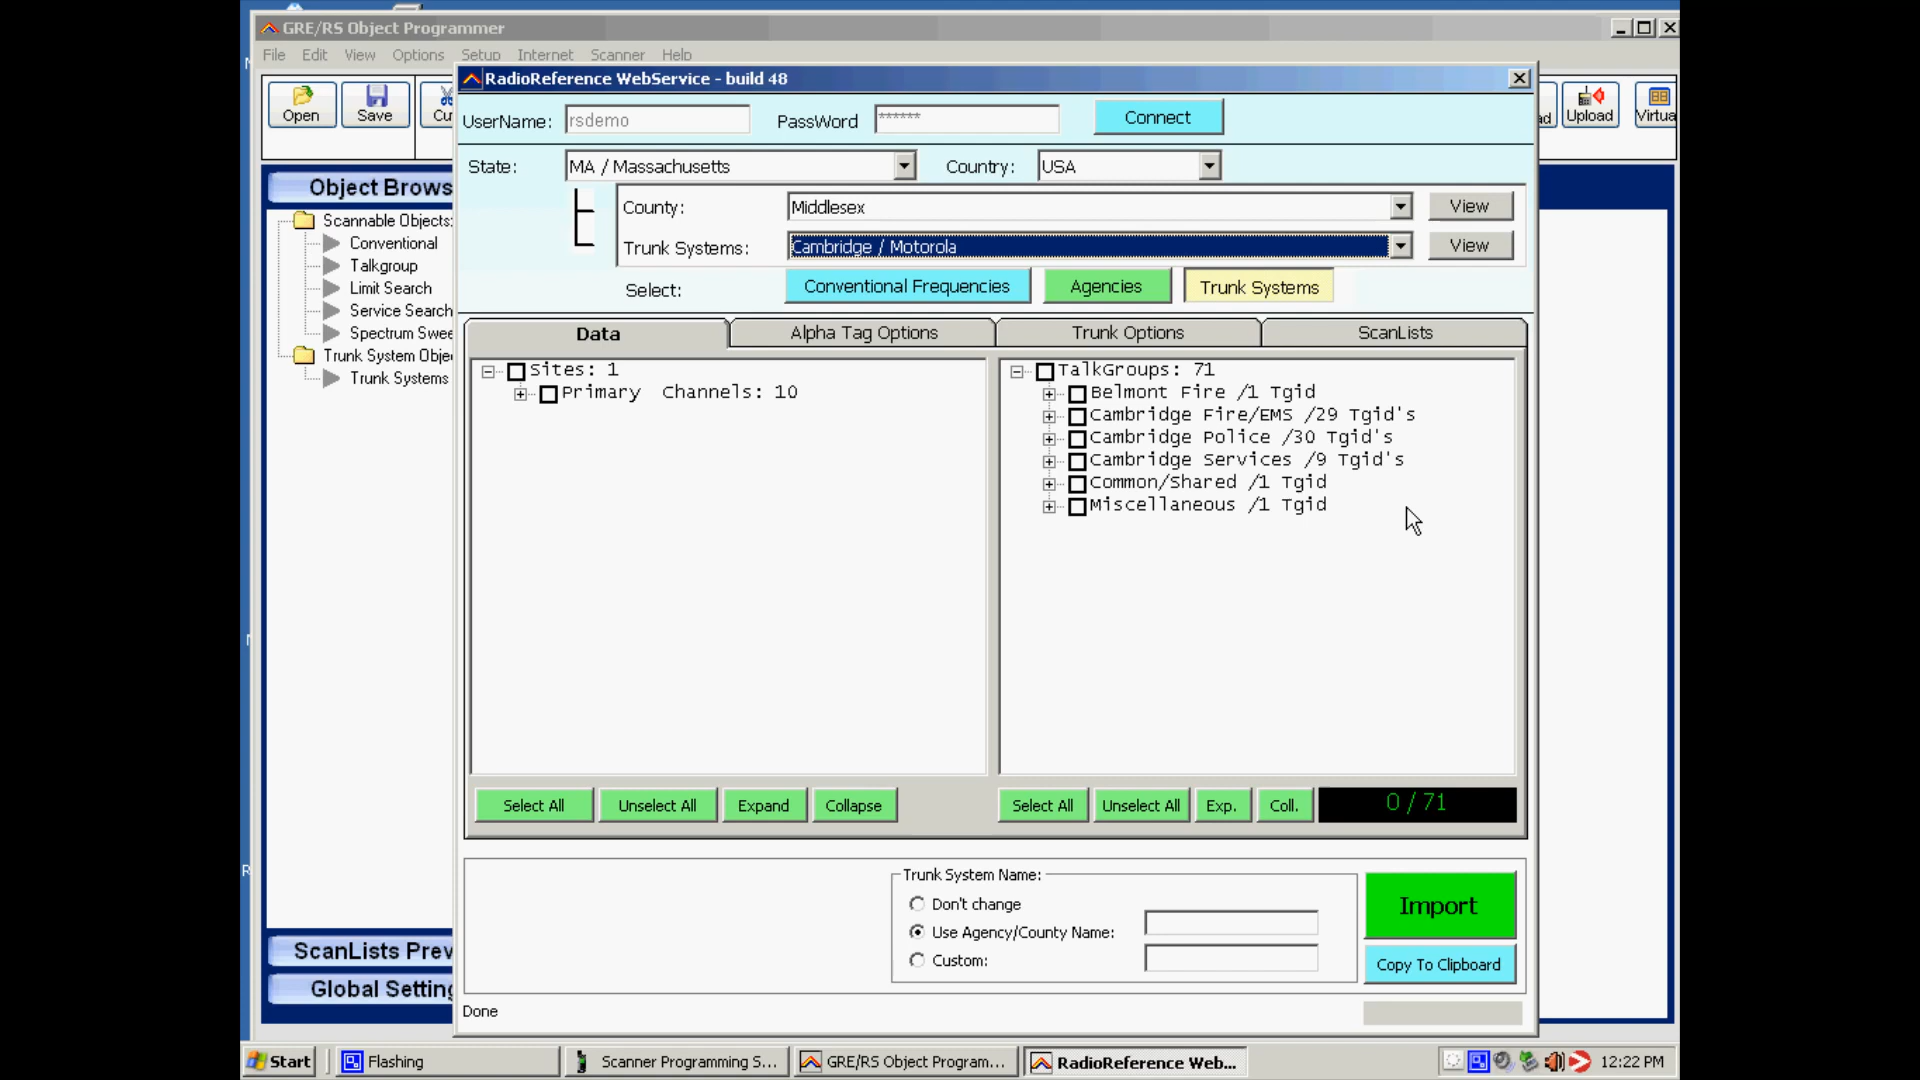 GRE/RS Object Programmer
File Edit View Options Setup Internet Scanner Help
RadioReference WebService - build 48
Open Save Cu
Upload Virtua
UserName: rsdemo PassWord ****** Connect
State: MA / Massachusetts Country: USA
Object Brows
County: Middlesex View
Trunk Systems: Cambridge / Motorola View
Select: Conventional Frequencies Agencies Trunk Systems
Scannable Objects:
Conventional
Talkgroup
Limit Search
Service Search
Spectrum Swee
Trunk System Obje
Trunk Systems
Data Alpha Tag Options Trunk Options ScanLists
Sites: 1
Primary Channels: 10
TalkGroups: 71
Belmont Fire /1 Tgid
Cambridge Fire/EMS /29 Tgid's
Cambridge Police /30 Tgid's
Cambridge Services /9 Tgid's
Common/Shared /1 Tgid
Miscellaneous /1 Tgid
Select All Unselect All Expand Collapse
Select All Unselect All Exp. Coll. 0 / 71
Trunk System Name:
Don't change
Use Agency/County Name:
Custom:
Import
Copy To Clipboard
ScanLists Prev
Global Setting
Done
Start Flashing Scanner Programming S... GRE/RS Object Program... RadioReference Web... 12:22 PM